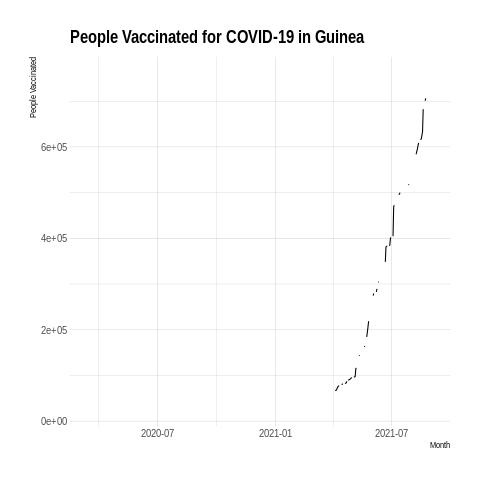 People Vaccinated for COVID-19 in Guinea
People Vaccinated
6e+05
4e+05
2e+05
0e+00
2020-07 2021-01 2021-07
Month